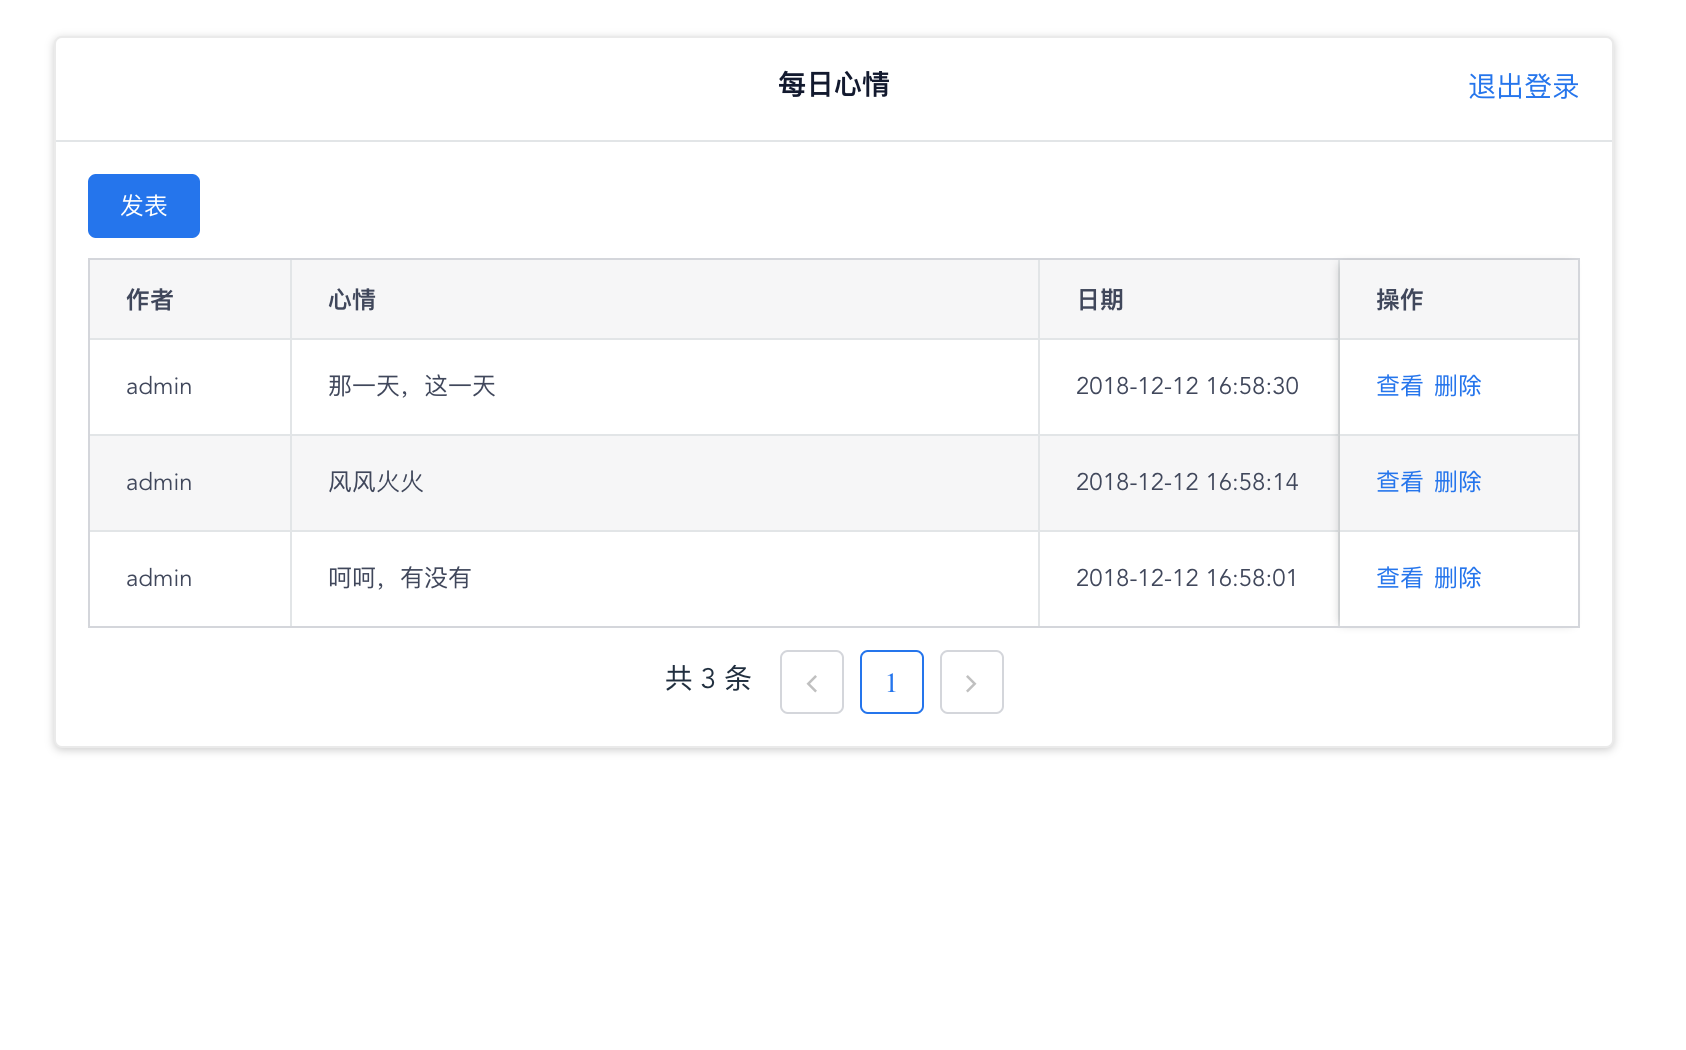 每日心情 退出登录
发表
作者 心情 日期 操作
admin 那一天，这一天 2018-12-12 16:58:30 查看 删除
admin 风风火火 2018-12-12 16:58:14 查看 删除
admin 呵呵，有没有 2018-12-12 16:58:01 查看 删除
共 3 条 1